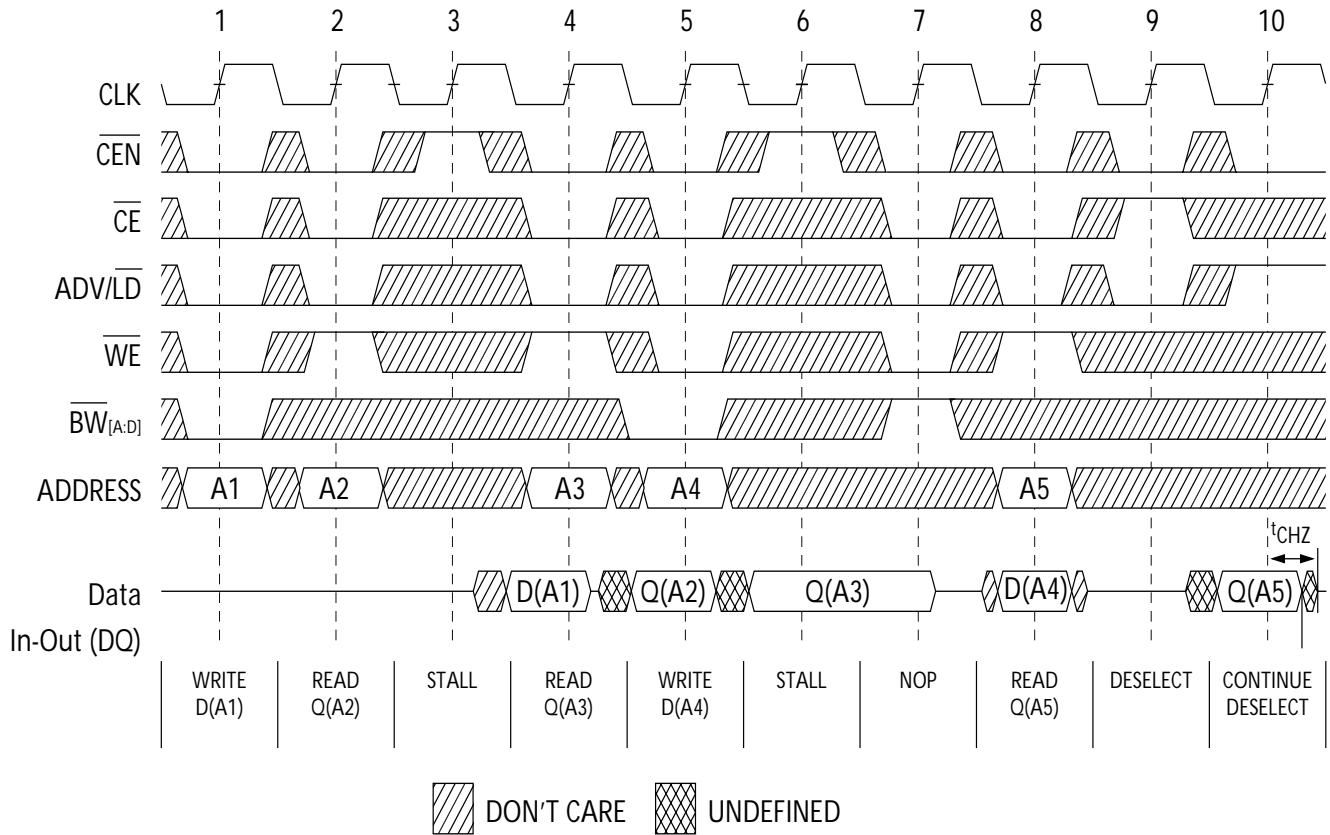 1 2 3 4 5 6 7 8 9 10
CLK
CEN
CE
ADV/LD
WE
BW[A:D]
ADDRESS A1 A2 A3 A4 A5
tCHZ
Data D(A1) Q(A2) Q(A3) D(A4) Q(A5)
In-Out (DQ)
WRITE READ STALL READ WRITE STALL NOP READ DESELECT CONTINUE
D(A1) Q(A2) Q(A3) D(A4) Q(A5) DESELECT
DON'T CARE UNDEFINED